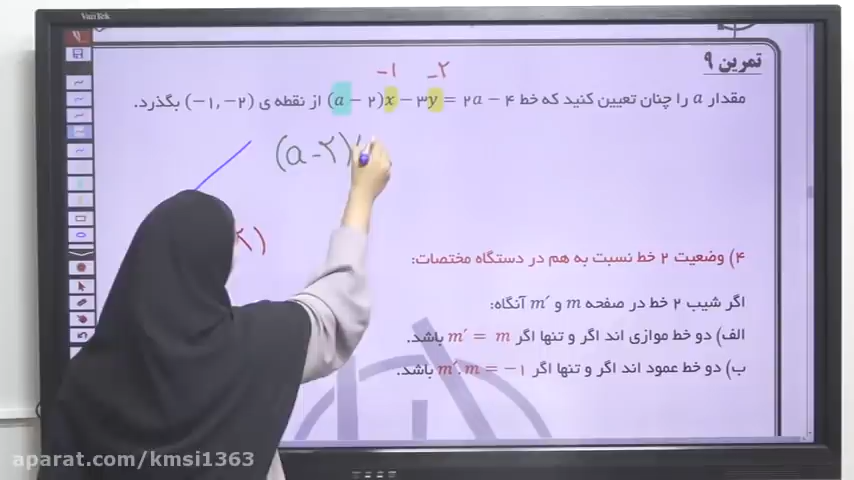 VariTek
تمرین ۹
-۱ -۲
مقدار a را چنان تعیین کنید که خط (a − ۲)x − ۳y = ۲a − ۴ از نقطه ی (−۱, −۲) بگذرد.
(a-۲)
۲)
۴) وضعیت ۲ خط نسبت به هم در دستگاه مختصات:
اگر شیب ۲ خط در صفحه m و m′ آنگاه:
الف) دو خط موازی اند اگر و تنها اگر m′ = m باشد.
ب) دو خط عمود اند اگر و تنها اگر m′. m = −۱ باشد.
aparat.com/kmsi1363